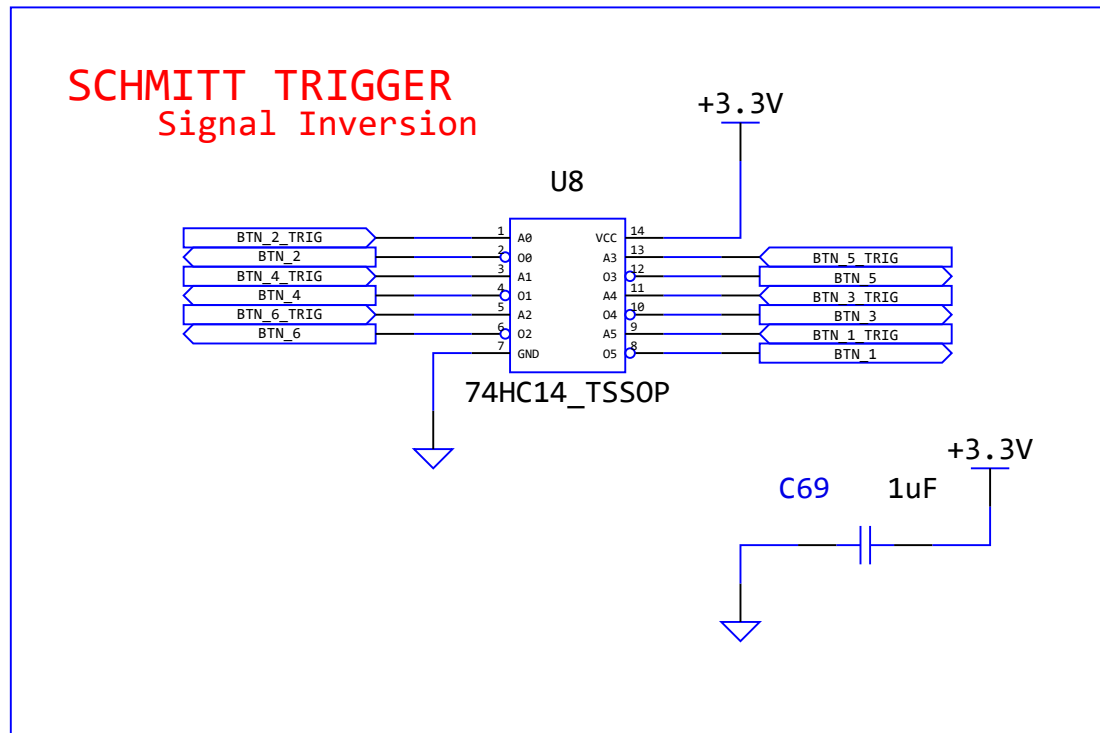 SCHMITT TRIGGER
Signal Inversion
+3.3V
U8
BTN_2_TRIG 1 A0 VCC 14
BTN_2 2 O0 A3 13 BTN_5_TRIG
BTN_4_TRIG 3 A1 O3 12 BTN_5
BTN_4 4 O1 A4 11 BTN_3_TRIG
BTN_6_TRIG 5 A2 O4 10 BTN_3
BTN_6 6 O2 A5 9 BTN_1_TRIG
7 GND O5 8 BTN_1
74HC14_TSSOP
+3.3V
C69 1uF